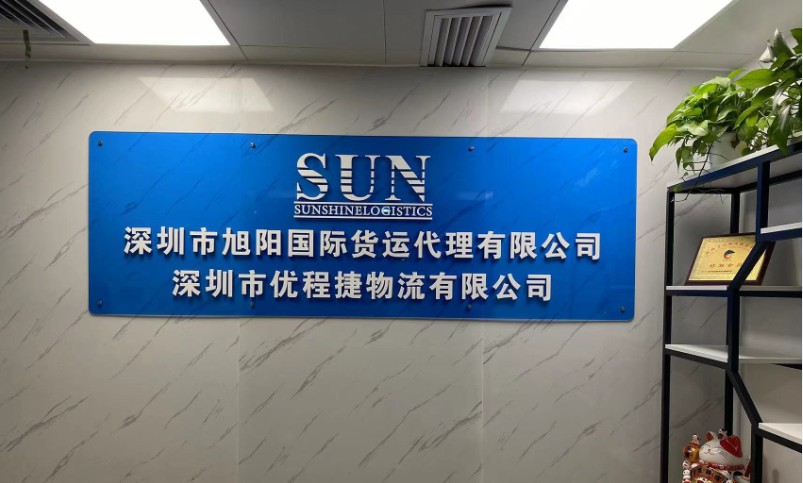 SUN
SUNSHINELOGISTICS
深圳市旭阳国际货运代理有限公司
深圳市优程捷物流有限公司